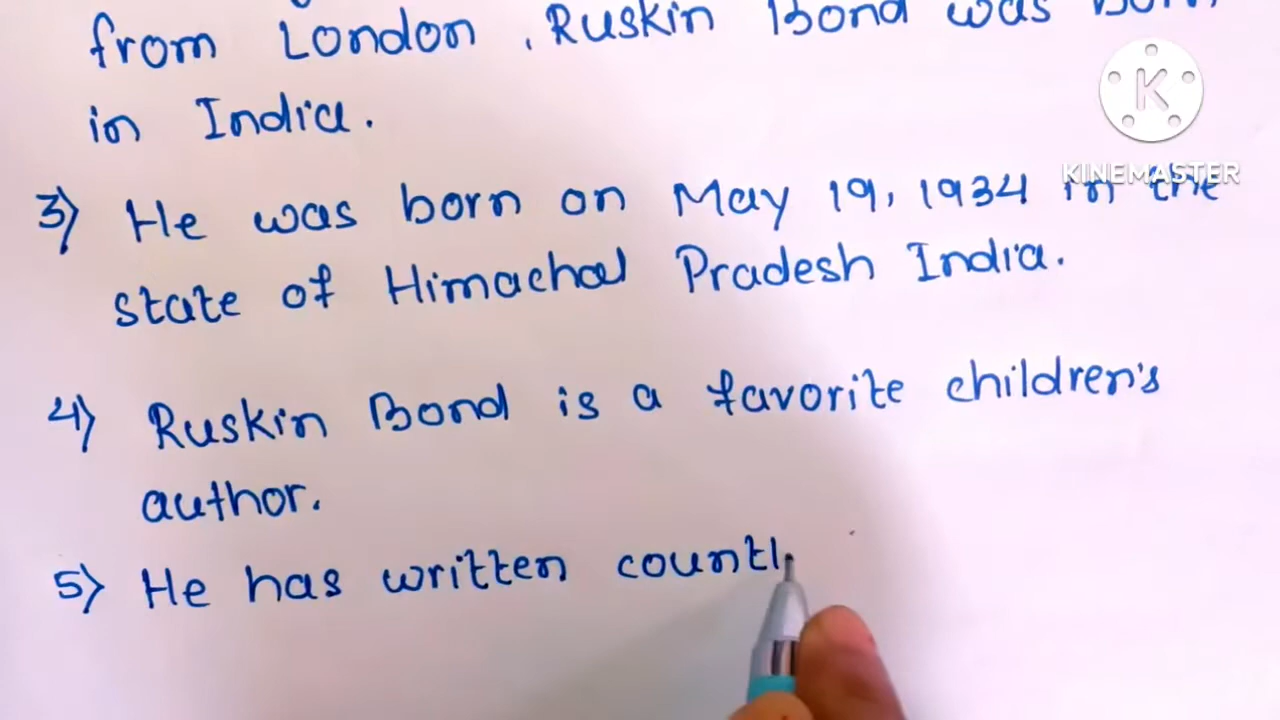 from London , Ruskin Bond was Born
in India.
K
KINEMASTER
3) He was born on May 19, 1934 in the
state of Himachal Pradesh India.
4) Ruskin Bond is a favorite children's
author.
5) He has written countl